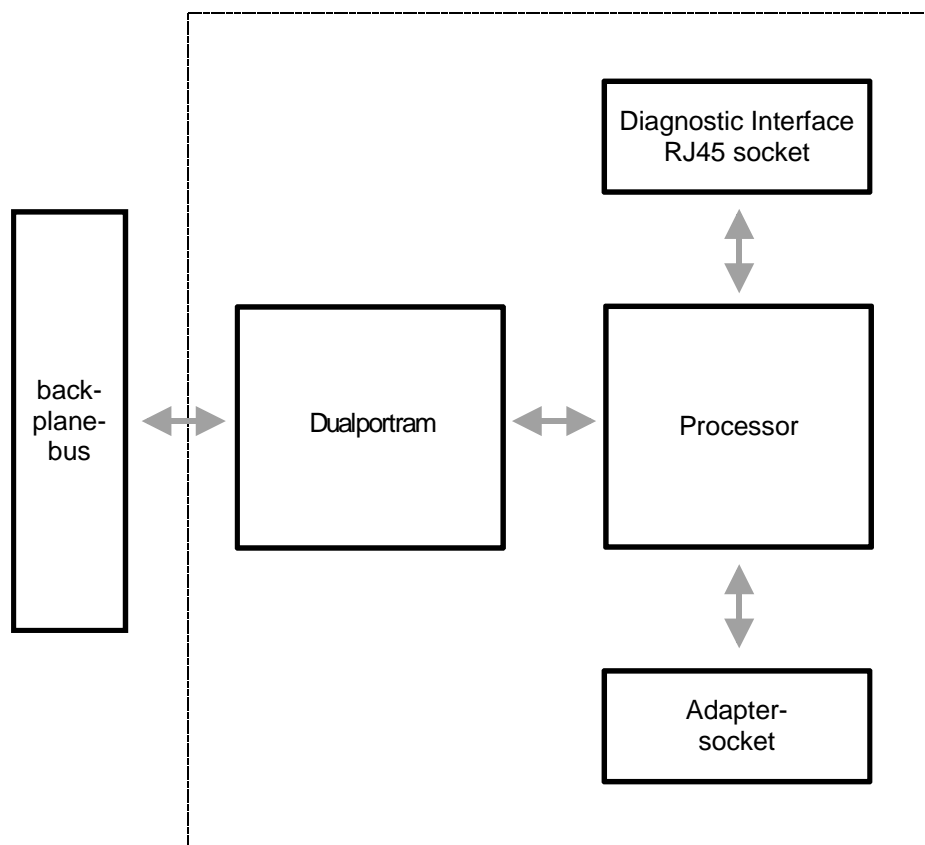 Diagnostic Interface
RJ45 socket
back-
plane-
bus
Dualportram
Processor
Adapter-
socket